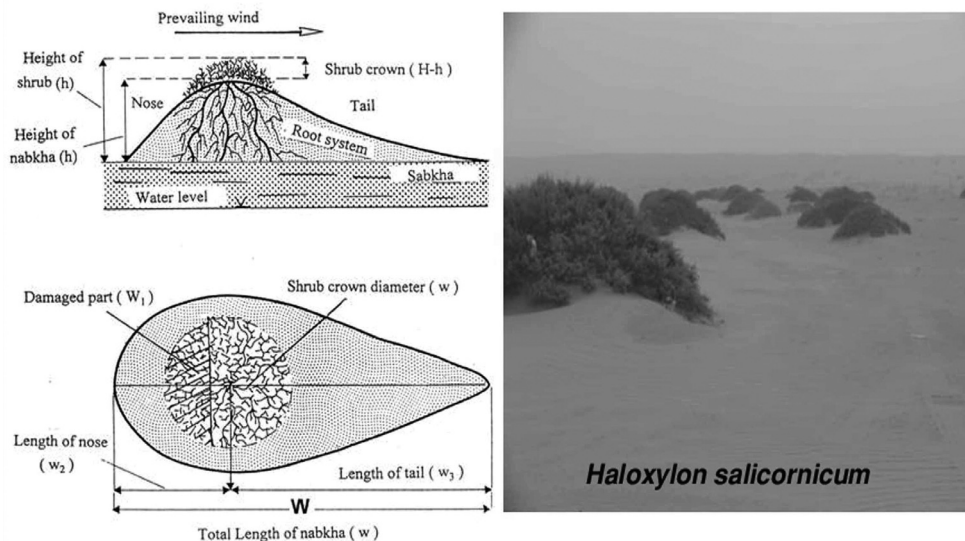 Prevailing wind
Height of
shrub (h)
Shrub crown (H-h)
Nose
Tail
Height of
nabkha (h)
Root system
Sabkha
Water level
Damaged part (W₁)
Shrub crown diameter (w)
Length of nose
(w₂)
Length of tail (w₃)
W
Total Length of nabkha (w)
Haloxylon salicornicum